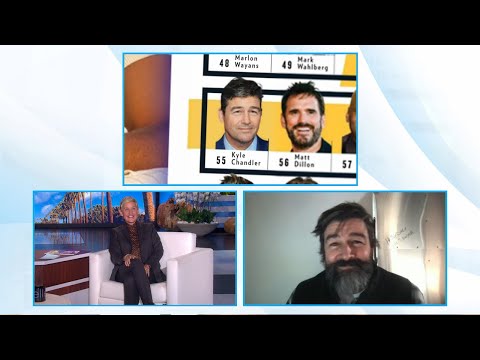 48 Marlon Wayans
49 Mark Wahlberg
55 Kyle Chandler
56 Matt Dillon
57